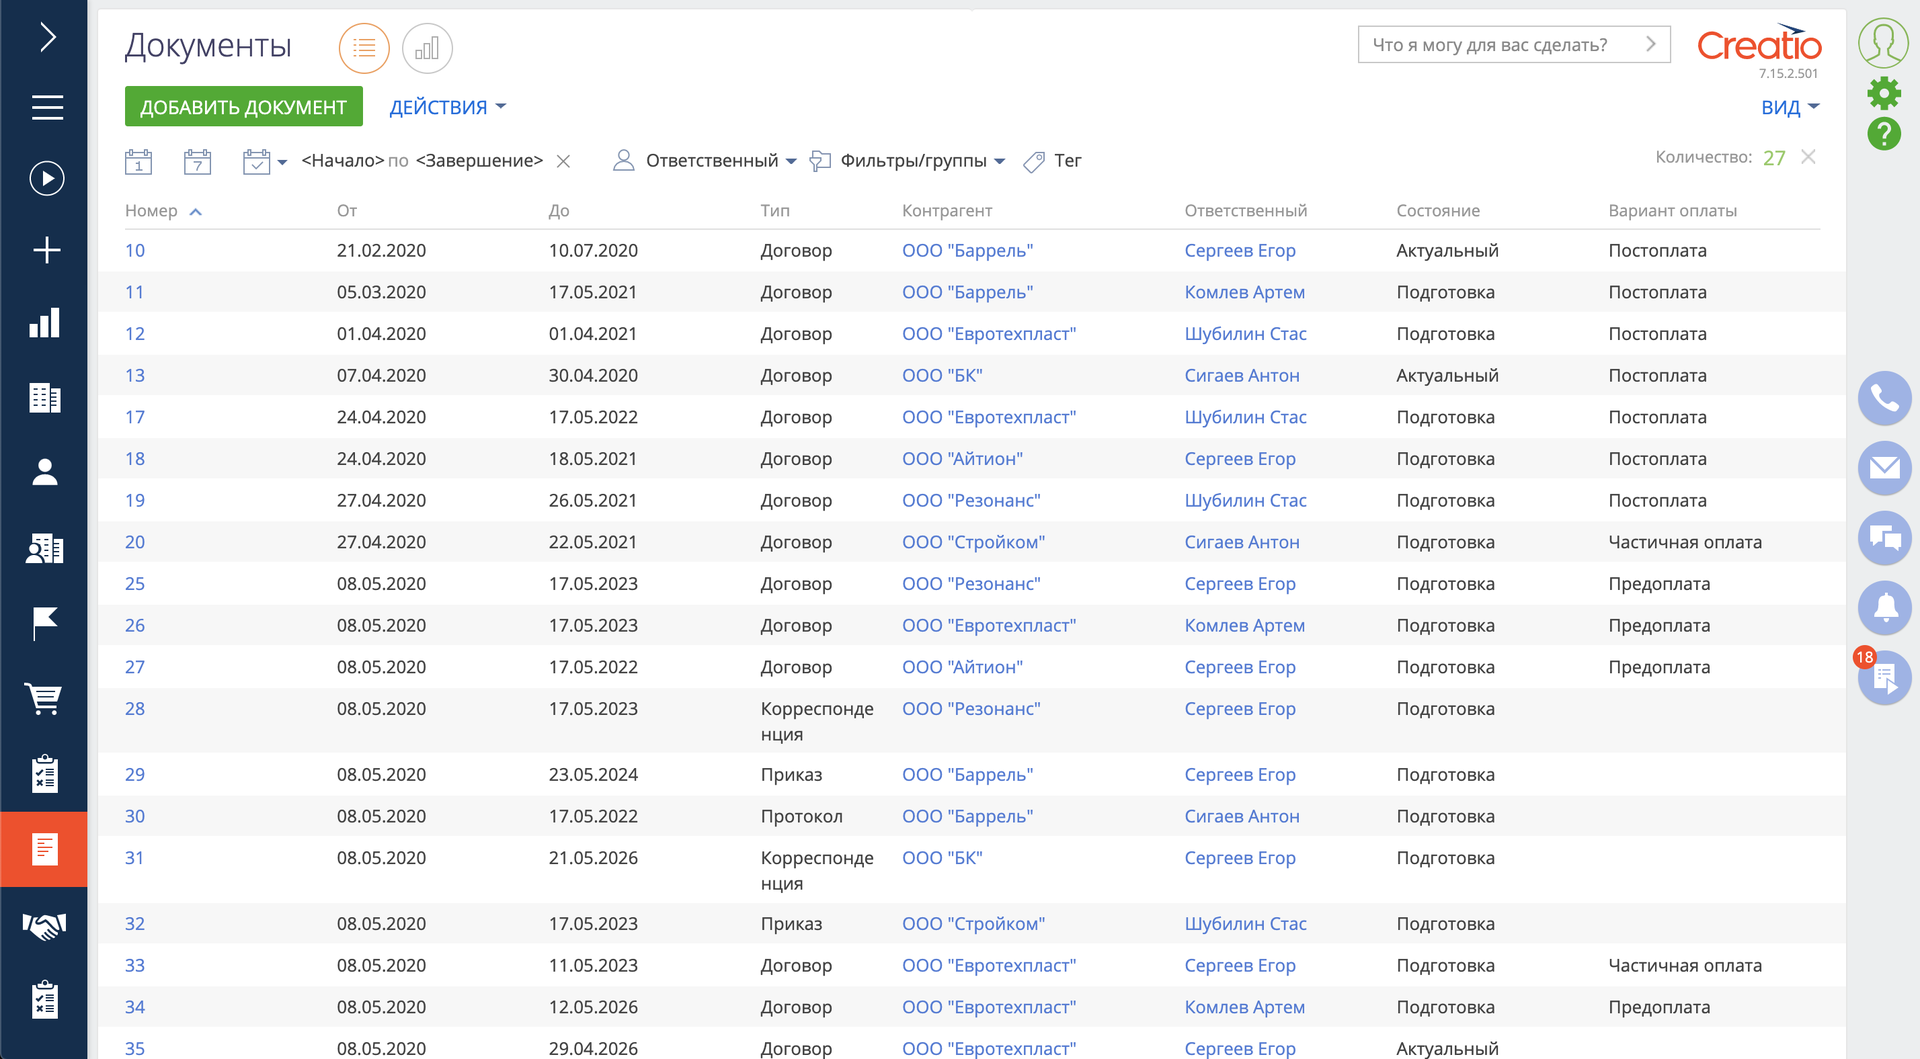 Документы
Что я могу для вас сделать?
Creatio
7.15.2.501
ДОБАВИТЬ ДОКУМЕНТ ДЕЙСТВИЯ ВИД
1 7 <Начало> по <Завершение> Ответственный Фильтры/группы Тег Количество: 27
Номер От До Тип Контрагент Ответственный Состояние Вариант оплаты
10 21.02.2020 10.07.2020 Договор ООО "Баррель" Сергеев Егор Актуальный Постоплата
11 05.03.2020 17.05.2021 Договор ООО "Баррель" Комлев Артем Подготовка Постоплата
12 01.04.2020 01.04.2021 Договор ООО "Евротехпласт" Шубилин Стас Подготовка Постоплата
13 07.04.2020 30.04.2020 Договор ООО "БК" Сигаев Антон Актуальный Постоплата
17 24.04.2020 17.05.2022 Договор ООО "Евротехпласт" Шубилин Стас Подготовка Постоплата
18 24.04.2020 18.05.2021 Договор ООО "Айтион" Сергеев Егор Подготовка Постоплата
19 27.04.2020 26.05.2021 Договор ООО "Резонанс" Шубилин Стас Подготовка Постоплата
20 27.04.2020 22.05.2021 Договор ООО "Стройком" Сигаев Антон Подготовка Частичная оплата
25 08.05.2020 17.05.2023 Договор ООО "Резонанс" Сергеев Егор Подготовка Предоплата
26 08.05.2020 17.05.2023 Договор ООО "Евротехпласт" Комлев Артем Подготовка Предоплата
27 08.05.2020 17.05.2022 Договор ООО "Айтион" Сергеев Егор Подготовка Предоплата
18
28 08.05.2020 17.05.2023 Корреспонде ООО "Резонанс" Сергеев Егор Подготовка
нция
29 08.05.2020 23.05.2024 Приказ ООО "Баррель" Сергеев Егор Подготовка
30 08.05.2020 17.05.2022 Протокол ООО "Баррель" Сигаев Антон Подготовка
31 08.05.2020 21.05.2026 Корреспонде ООО "БК" Сергеев Егор Подготовка
нция
32 08.05.2020 17.05.2023 Приказ ООО "Стройком" Шубилин Стас Подготовка
33 08.05.2020 11.05.2023 Договор ООО "Евротехпласт" Сергеев Егор Подготовка Частичная оплата
34 08.05.2020 12.05.2026 Договор ООО "Евротехпласт" Комлев Артем Подготовка Предоплата
35 08.05.2020 29.04.2026 Договор ООО "Евротехпласт" Сергеев Егор Актуальный